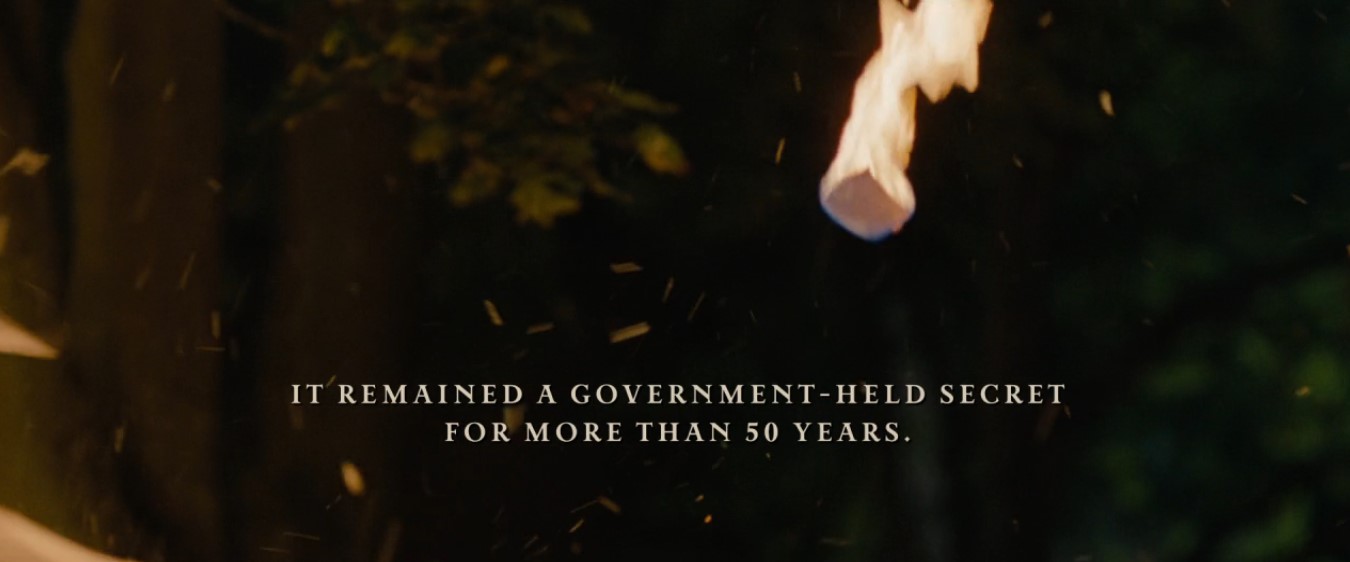 IT REMAINED A GOVERNMENT-HELD SECRET
FOR MORE THAN 50 YEARS.